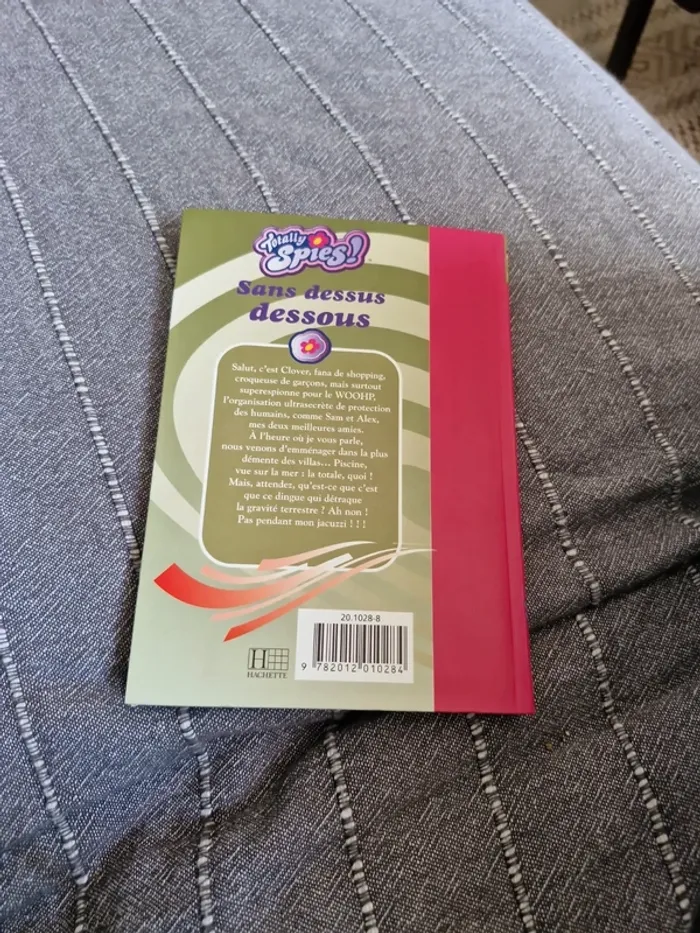 Totally
Spies!
Sans dessus
dessous
Salut, c'est Clover, fana de shopping,
croqueuse de garçons, mais surtout
superespionne pour le WOOHP,
l'organisation ultrasecrète de protection
des humains, comme Sam et Alex,
mes deux meilleures amies.
À l'heure où je vous parle,
nous venons d'emménager dans la plus
démente des villas... Piscine,
vue sur la mer : la totale, quoi !
Mais, attendez, qu'est-ce que c'est
que ce dingue qui détraque
la gravité terrestre ? Ah non !
Pas pendant mon jacuzzi ! ! !
20.1028-8
9 782012 010284
H
HACHETTE